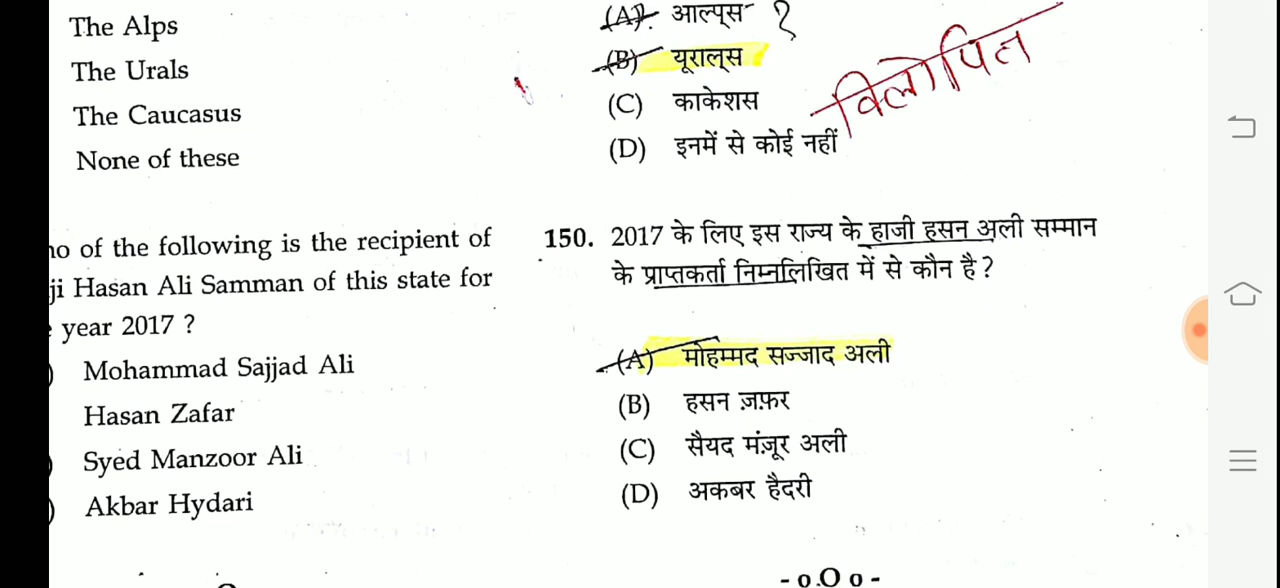 The Alps
The Urals
The Caucasus
None of these
(A) आल्प्स ?
(B) यूराल्स
(C) काकेशस
(D) इनमें से कोई नहीं
विलोपित
no of the following is the recipient of
ji Hasan Ali Samman of this state for
year 2017 ?
) Mohammad Sajjad Ali
Hasan Zafar
) Syed Manzoor Ali
) Akbar Hydari
150. 2017 के लिए इस राज्य के हाजी हसन अली सम्मान
के प्राप्तकर्ता निम्नलिखित में से कौन है ?
(A) मोहम्मद सज्जाद अली
(B) हसन ज़फ़र
(C) सैयद मंज़ूर अली
(D) अकबर हैदरी
- o O o -